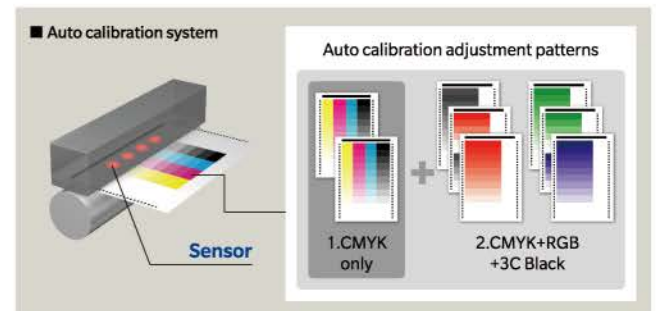 ■ Auto calibration system
Auto calibration adjustment patterns
Sensor
1.CMYK
only
2.CMYK+RGB
+3C Black